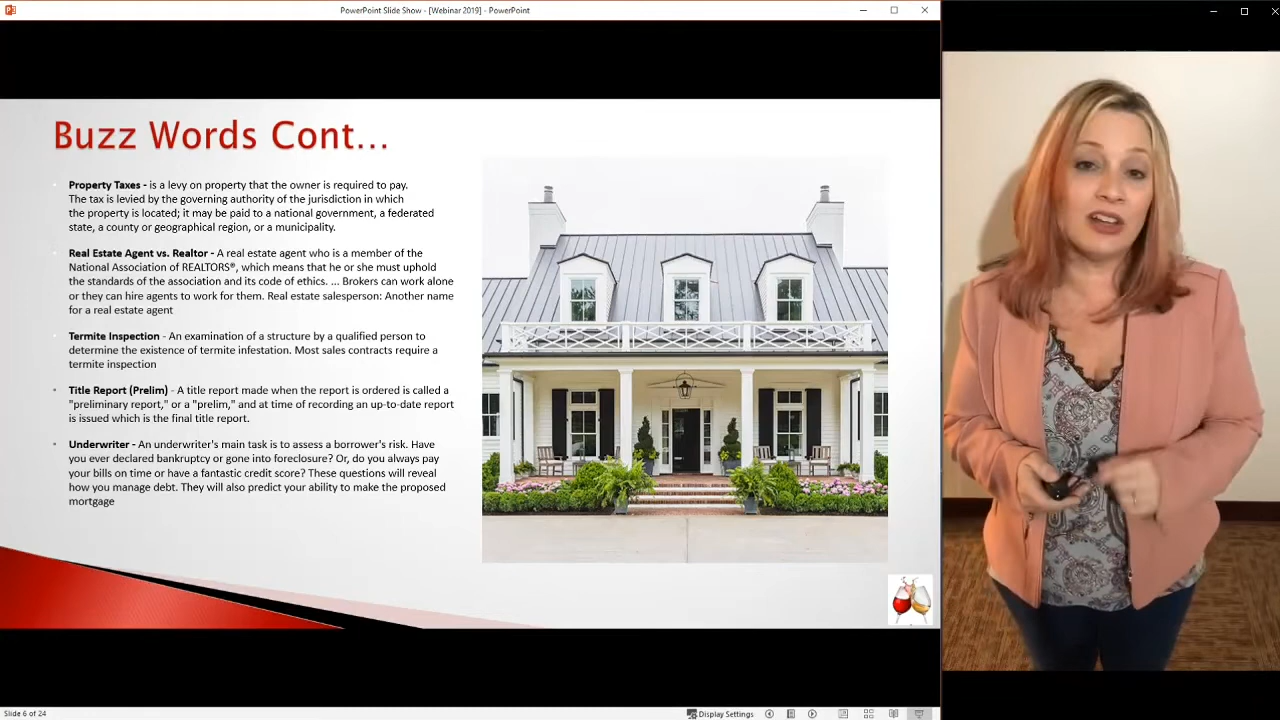 PowerPoint Slide Show - [Webinar 2019] - PowerPoint
Buzz Words Cont...
Property Taxes - is a levy on property that the owner is required to pay.
The tax is levied by the governing authority of the jurisdiction in which
the property is located; it may be paid to a national government, a federated
state, a county or geographical region, or a municipality.
Real Estate Agent vs. Realtor - A real estate agent who is a member of the
National Association of REALTORS®, which means that he or she must uphold
the standards of the association and its code of ethics. ... Brokers can work alone
or they can hire agents to work for them. Real estate salesperson: Another name
for a real estate agent
Termite Inspection - An examination of a structure by a qualified person to
determine the existence of termite infestation. Most sales contracts require a
termite inspection
Title Report (Prelim) - A title report made when the report is ordered is called a
"preliminary report," or a "prelim," and at time of recording an up-to-date report
is issued which is the final title report.
Underwriter - An underwriter's main task is to assess a borrower's risk. Have
you ever declared bankruptcy or gone into foreclosure? Or, do you always pay
your bills on time or have a fantastic credit score? These questions will reveal
how you manage debt. They will also predict your ability to make the proposed
mortgage
Slide 6 of 24
Display Settings